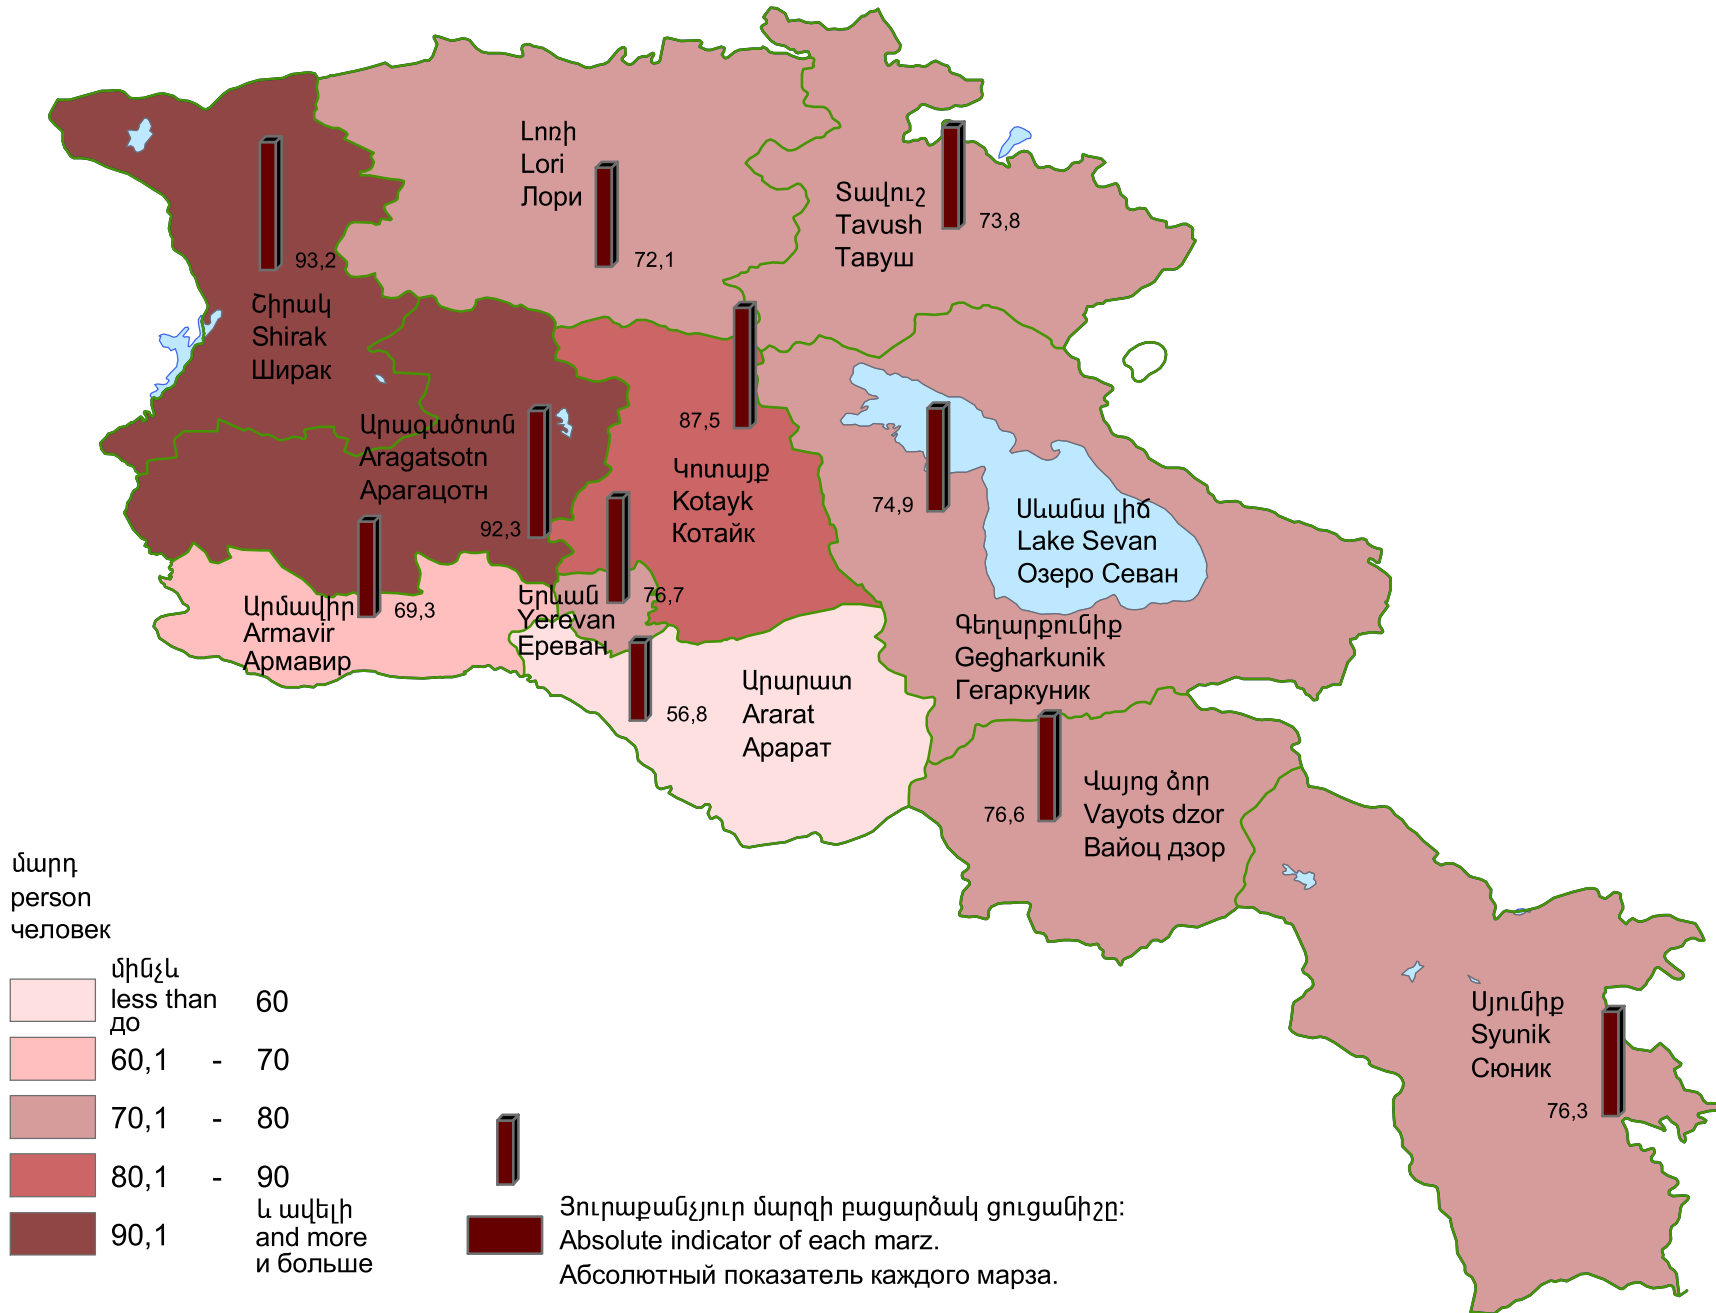 Լոռի
Lori
Лори
72,1
Տավուշ
Tavush
Тавуш
73,8
93,2
Շիրակ
Shirak
Ширак
Արագածոտն
Aragatsotn
Арагацотн
92,3
87,5
Կոտայք
Kotayk
Котайк
74,9
Սևանա լիճ
Lake Sevan
Озеро Севан
Արմավիր
Armavir
Армавир
69,3
Երևան
Yerevan
Ереван
76,7
Գեղարքունիք
Gegharkunik
Гегаркуник
56,8
Արարատ
Ararat
Арарат
76,6
Վայոց ձոր
Vayots dzor
Вайоц дзор
Սյունիք
Syunik
Сюник
76,3
մարդ
person
человек
մինչև
less than 60
до
60,1 - 70
70,1 - 80
80,1 - 90
90,1
և ավելի
and more
и больше
Յուրաքանչյուր մարզի բացարձակ ցուցանիշը:
Absolute indicator of each marz.
Абсолютный показатель каждого марза.